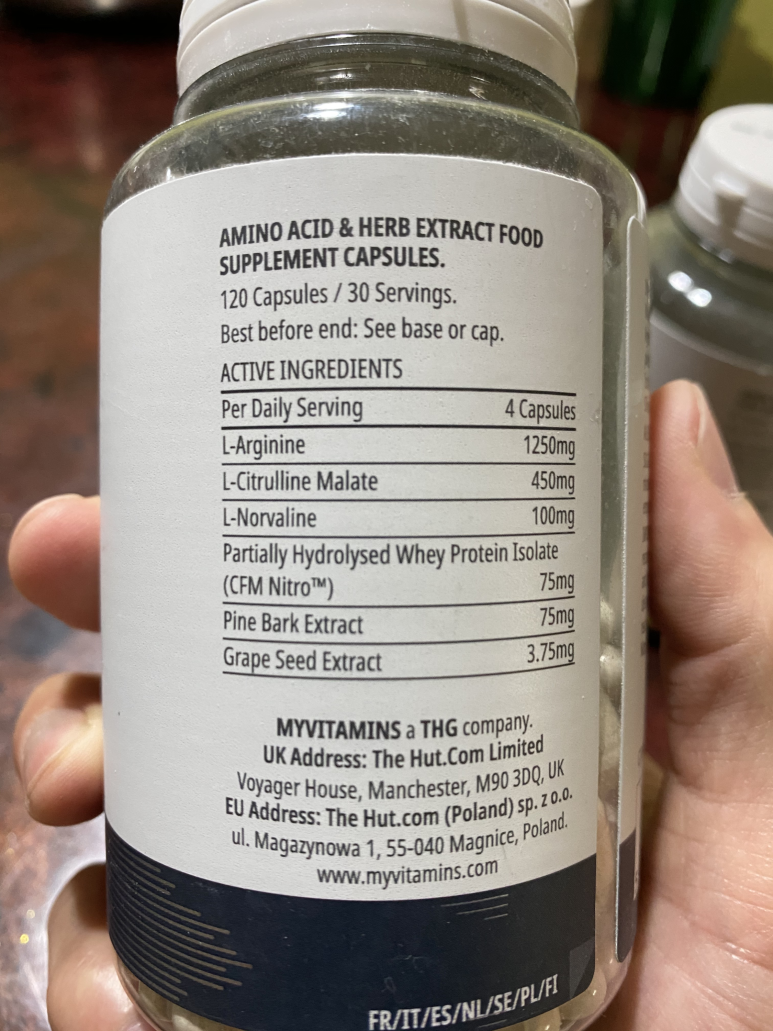 AMINO ACID & HERB EXTRACT FOOD
SUPPLEMENT CAPSULES.
120 Capsules / 30 Servings.
Best before end: See base or cap.
ACTIVE INGREDIENTS
Per Daily Serving 4 Capsules
L-Arginine 1250mg
L-Citrulline Malate 450mg
L-Norvaline 100mg
Partially Hydrolysed Whey Protein Isolate
(CFM Nitro™) 75mg
Pine Bark Extract 75mg
Grape Seed Extract 3.75mg
MYVITAMINS a THG company.
UK Address: The Hut.Com Limited
Voyager House, Manchester, M90 3DQ, UK
EU Address: The Hut.com (Poland) sp. z o.o.
ul. Magazynowa 1, 55-040 Magnice, Poland.
www.myvitamins.com
FR/IT/ES/NL/SE/PL/FI